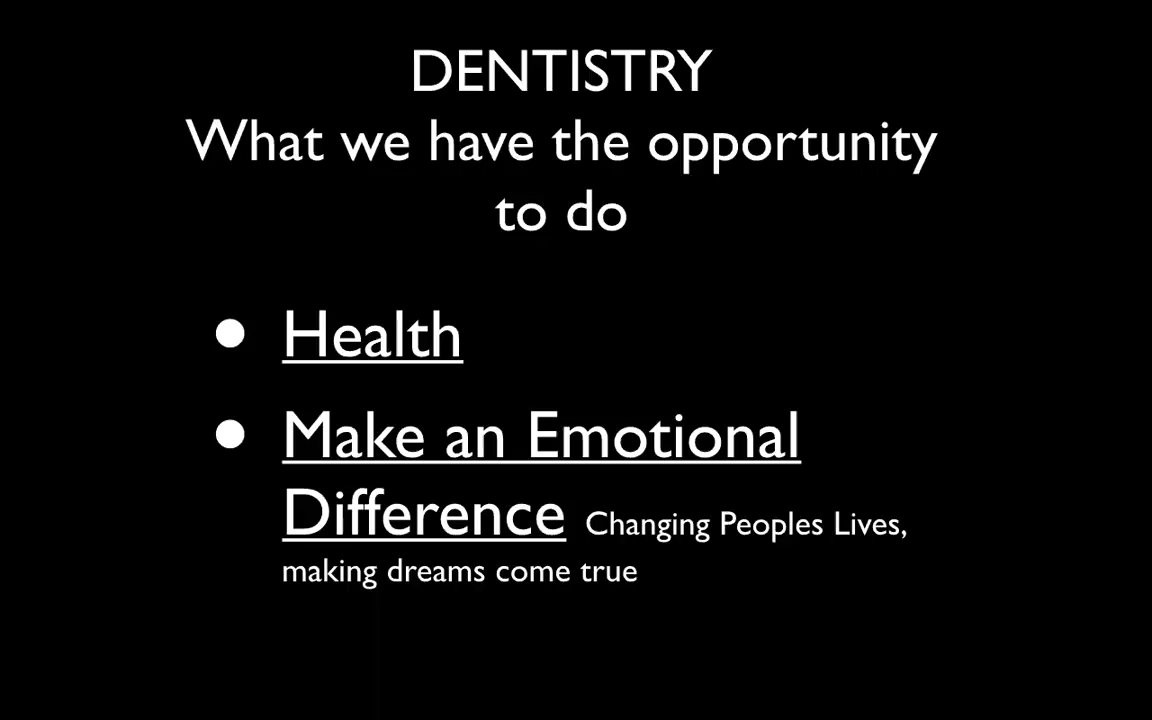 DENTISTRY
What we have the opportunity
to do
• Health
• Make an Emotional
Difference Changing Peoples Lives,
making dreams come true